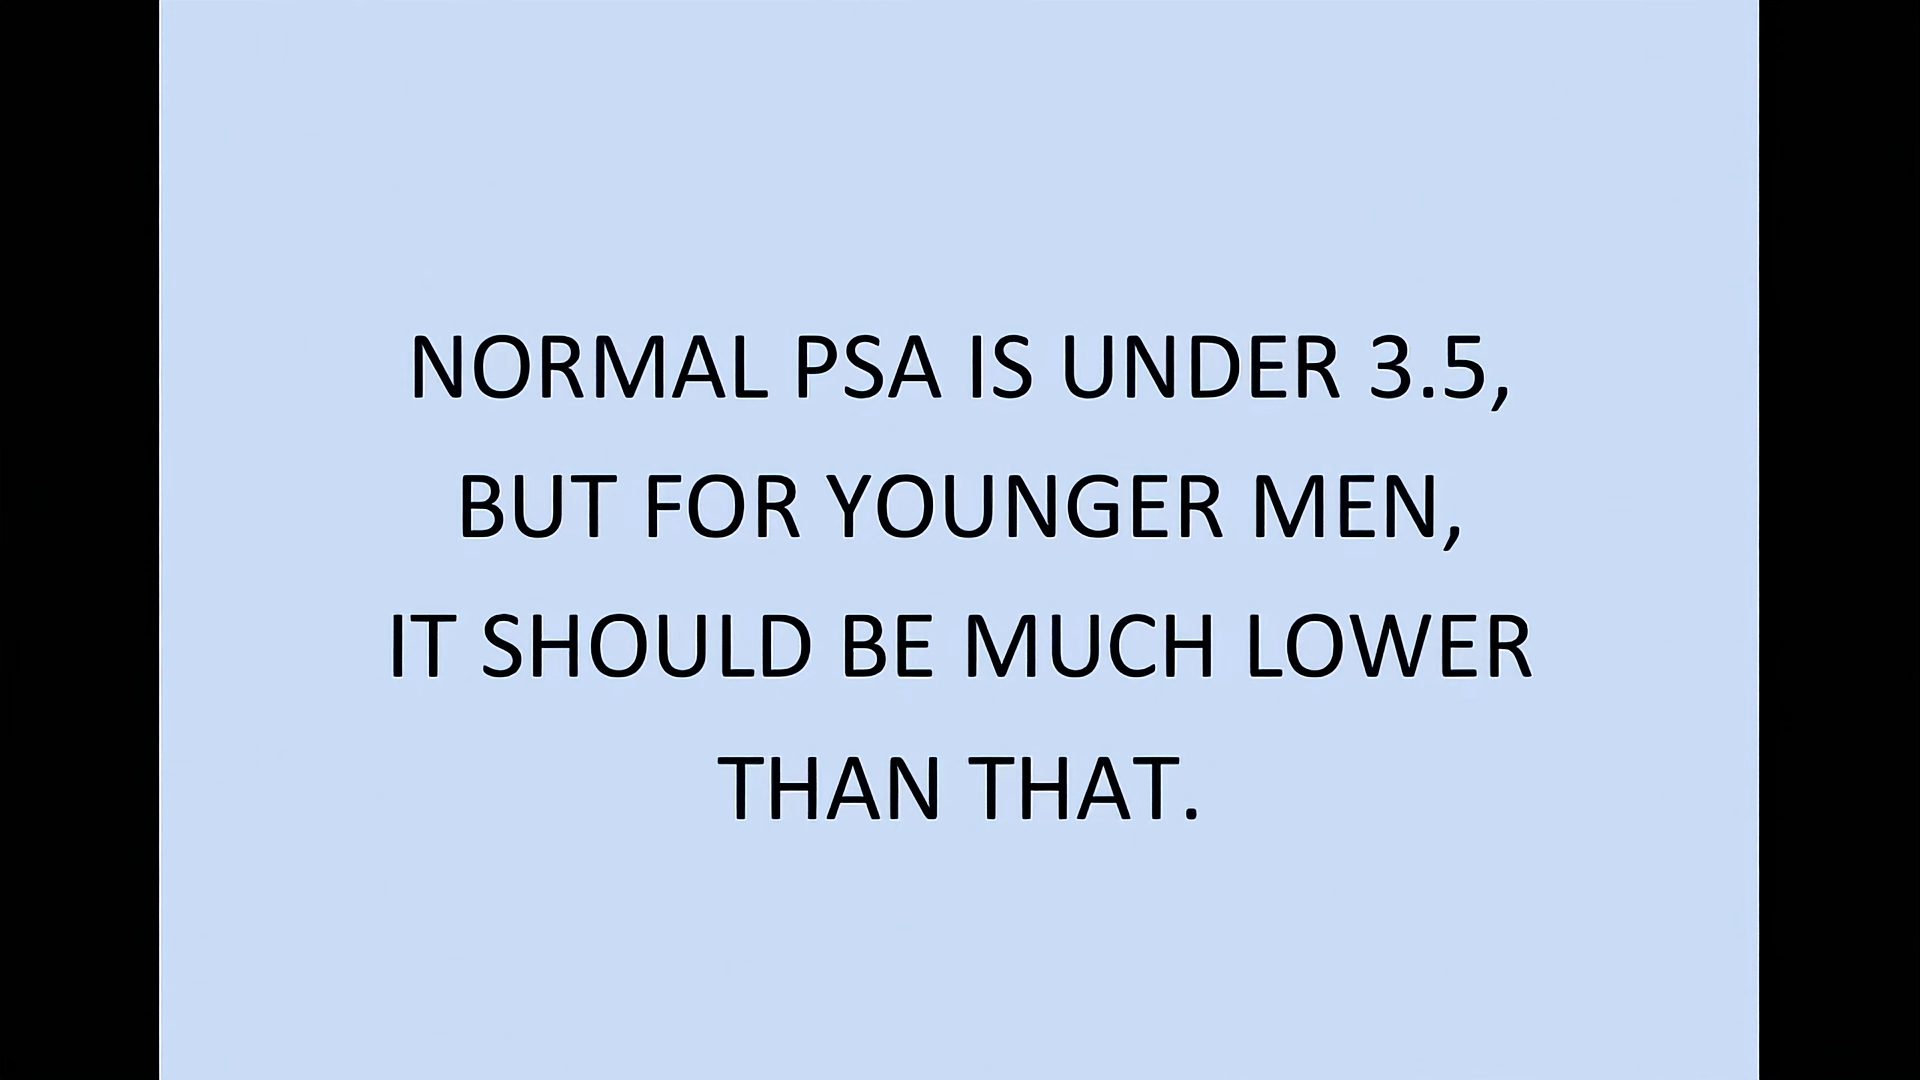 NORMAL PSA IS UNDER 3.5,
BUT FOR YOUNGER MEN,
IT SHOULD BE MUCH LOWER
THAN THAT.